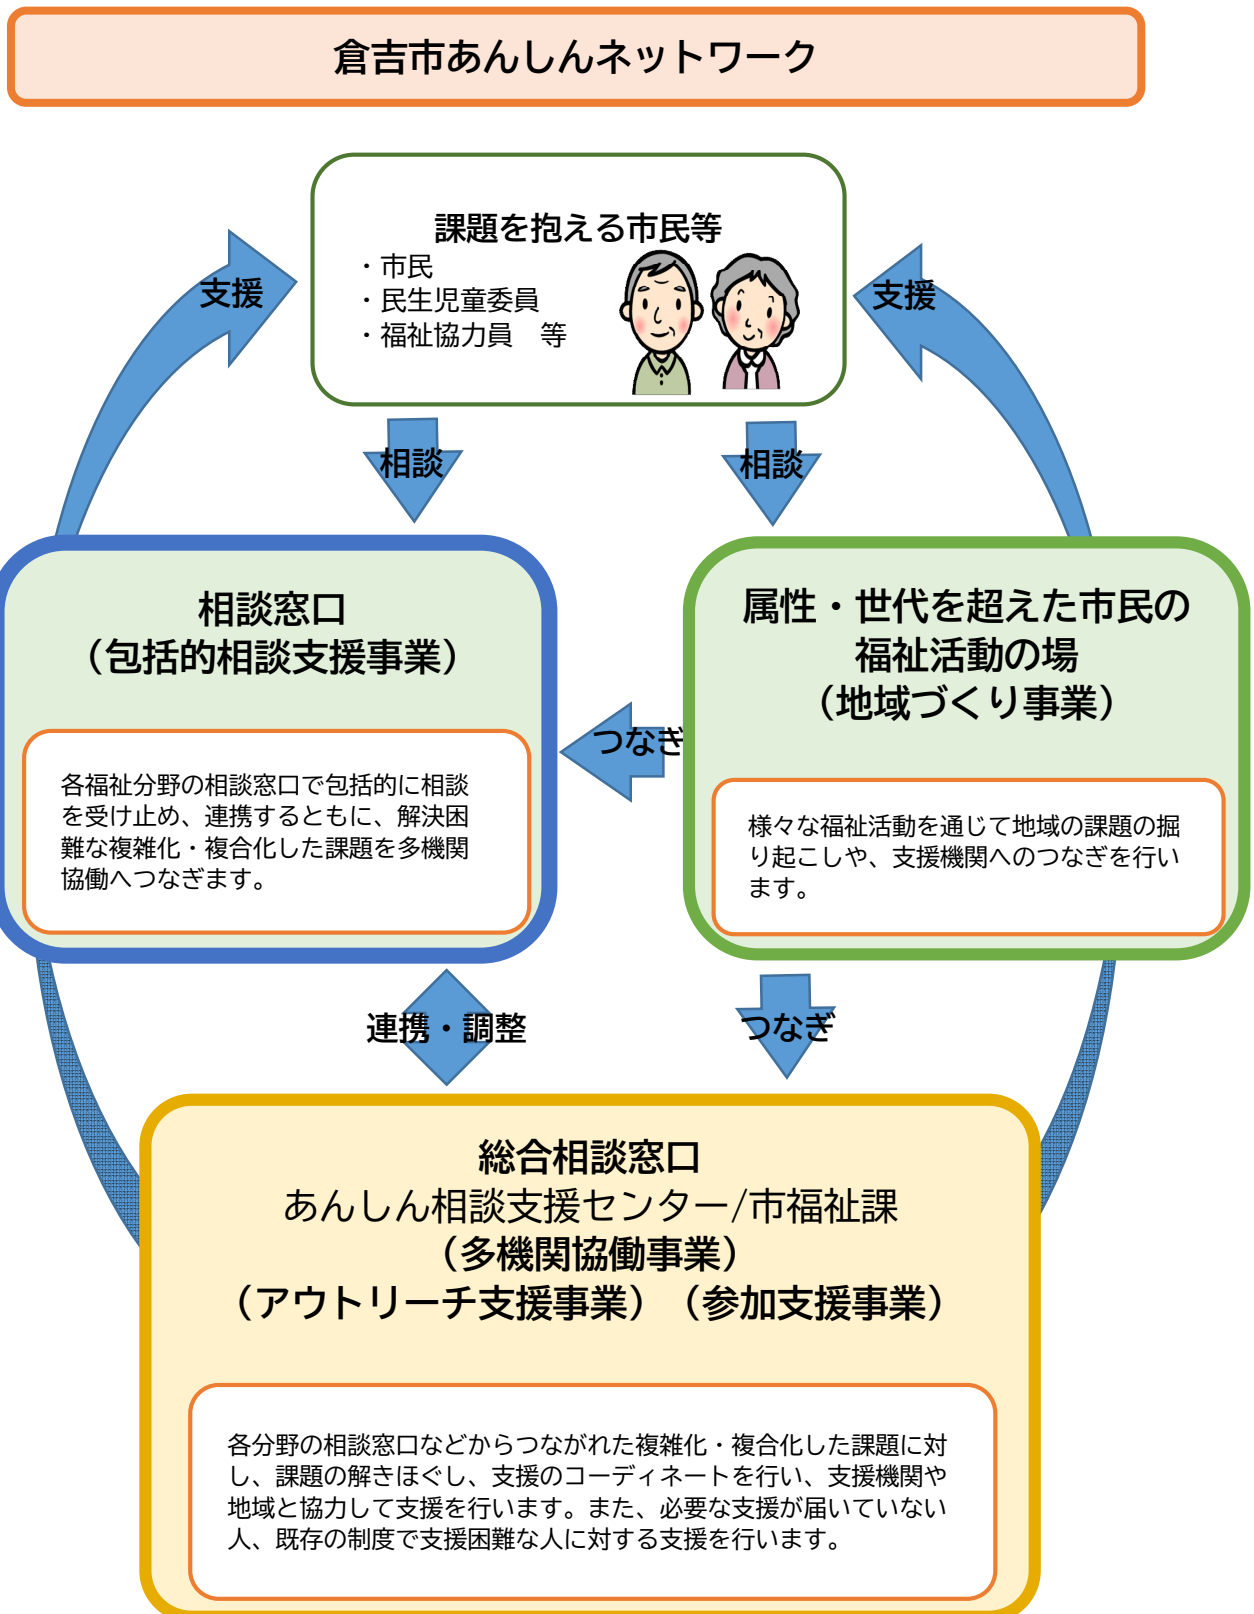 倉吉市あんしんネットワーク
課題を抱える市民等
・市民
・民生児童委員
・福祉協力員　等
支援
支援
相談
相談
相談窓口
（包括的相談支援事業）
各福祉分野の相談窓口で包括的に相談
を受け止め、連携するともに、解決困
難な複雑化・複合化した課題を多機関
協働へつなぎます。
つなぎ
属性・世代を超えた市民の
福祉活動の場
（地域づくり事業）
様々な福祉活動を通じて地域の課題の掘
り起こしや、支援機関へのつなぎを行い
ます。
連携・調整
つなぎ
総合相談窓口
あんしん相談支援センター/市福祉課
（多機関協働事業）
（アウトリーチ支援事業）（参加支援事業）
各分野の相談窓口などからつながれた複雑化・複合化した課題に対
し、課題の解きほぐし、支援のコーディネートを行い、支援機関や
地域と協力して支援を行います。また、必要な支援が届いていない
人、既存の制度で支援困難な人に対する支援を行います。